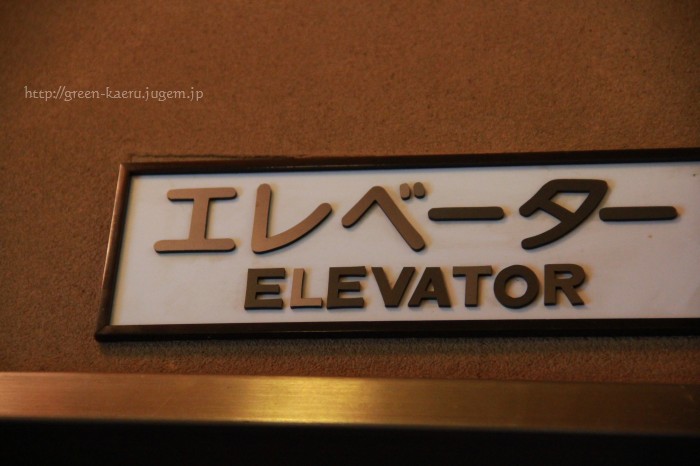 http://green-kaeru.jugem.jp
エレベーター
ELEVATOR